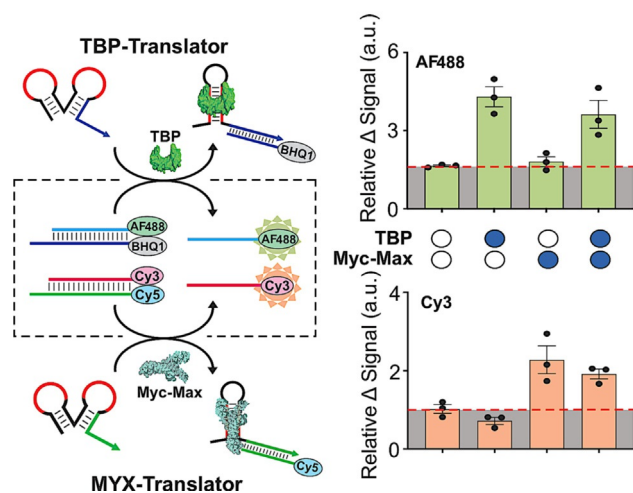 TBP-Translator
TBP
BHQ1
AF488
BHQ1
AF488
Cy3
Cy5
Cy3
Myc-Max
Cy5
MYX-Translator
Relative Δ Signal (a.u.)
6
3
0
AF488
TBP
Myc-Max
Relative Δ Signal (a.u.)
4
2
0
Cy3